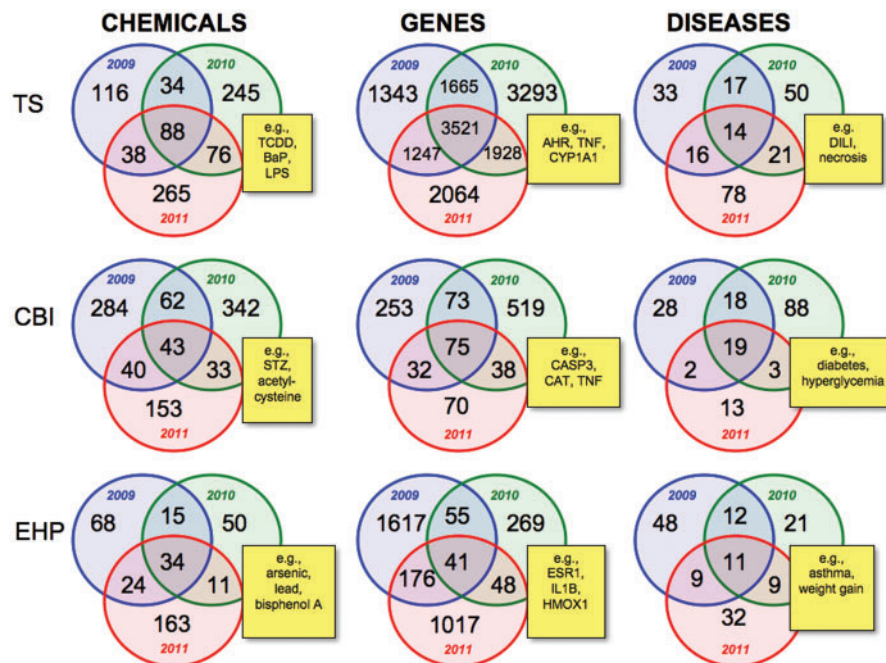 CHEMICALS GENES DISEASES
TS
2009 2010
116 34 245
88
38 76
265
2011
e.g.,
TCDD,
BaP,
LPS
2009 2010
1343 1665 3293
3521
1247 1928
2064
2011
e.g.,
AHR, TNF,
CYP1A1
2009 2010
33 17 50
14
16 21
78
2011
e.g.
DILI,
necrosis
CBI
2009 2010
284 62 342
43
40 33
153
2011
e.g.,
STZ,
acetyl-
cysteine
2009 2010
253 73 519
75
32 38
70
2011
e.g.,
CASP3,
CAT, TNF
2009 2010
28 18 88
19
2 3
13
2011
e.g.,
diabetes,
hyperglycemia
EHP
2009 2010
68 15 50
34
24 11
163
2011
e.g.,
arsenic,
lead,
bisphenol A
2009 2010
1617 55 269
41
176 48
1017
2011
e.g.,
ESR1,
IL1B,
HMOX1
2009 2010
48 12 21
11
9 9
32
2011
e.g.,
asthma,
weight gain